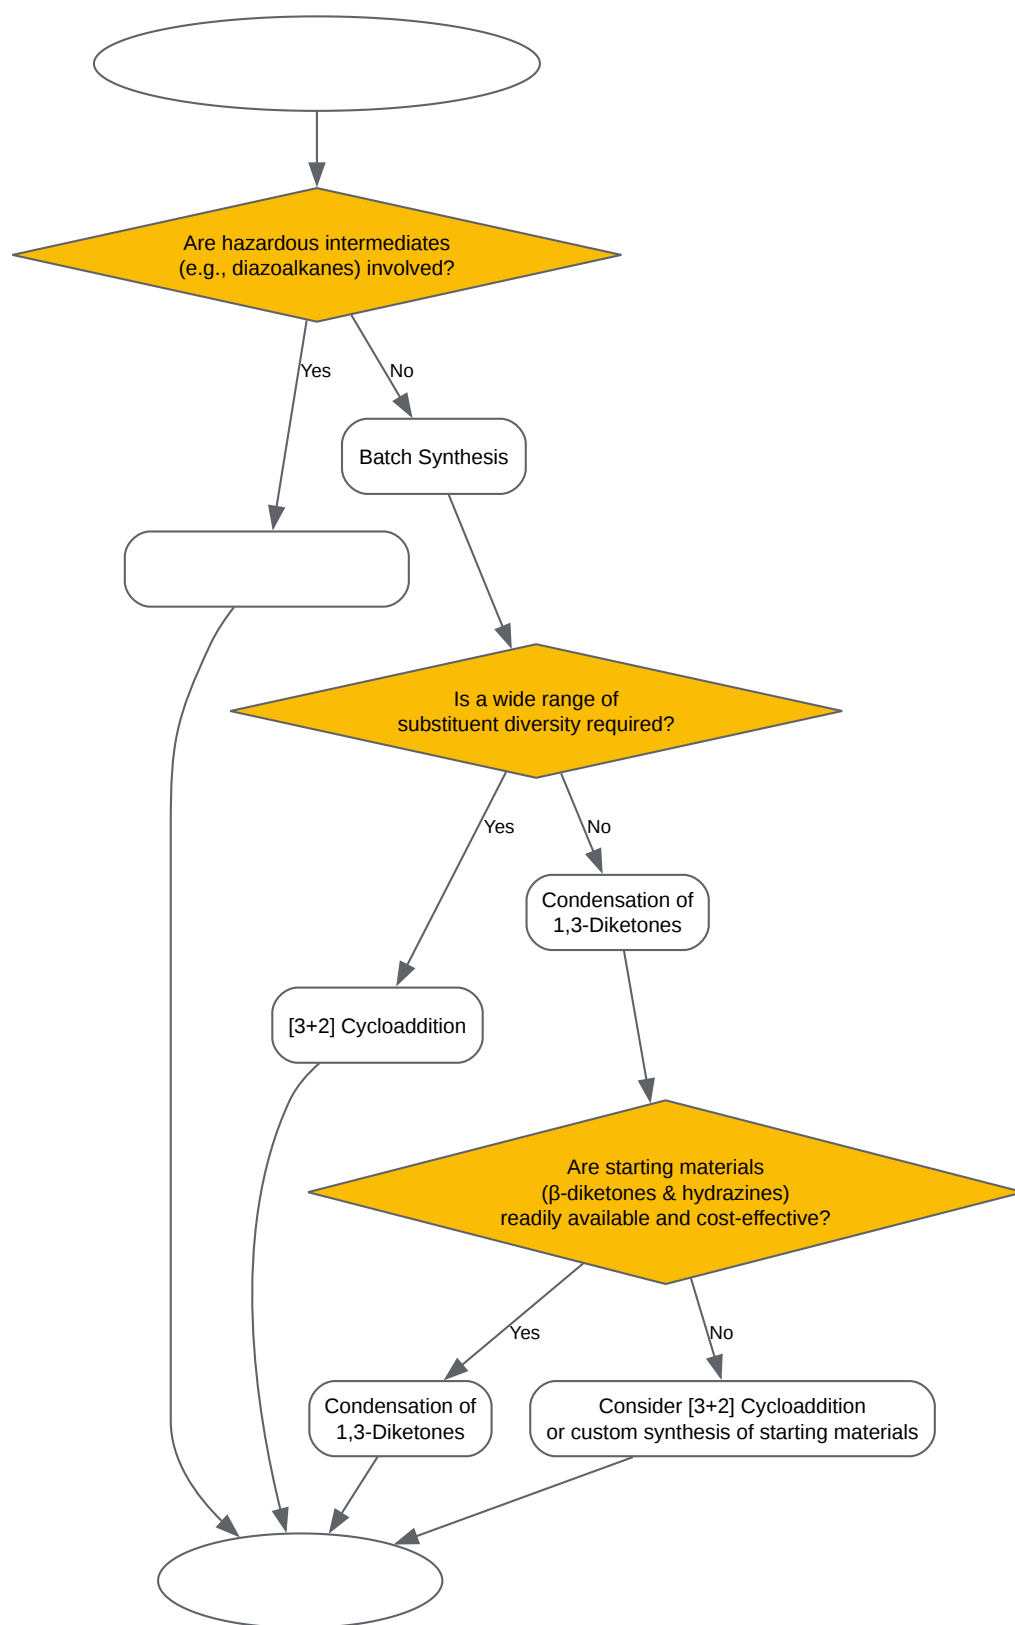 Are hazardous intermediates
(e.g., diazoalkanes) involved?
Yes
No
Batch Synthesis
Is a wide range of
substituent diversity required?
Yes
No
Condensation of
1,3-Diketones
[3+2] Cycloaddition
Are starting materials
(β-diketones & hydrazines)
readily available and cost-effective?
Yes
No
Condensation of
1,3-Diketones
Consider [3+2] Cycloaddition
or custom synthesis of starting materials